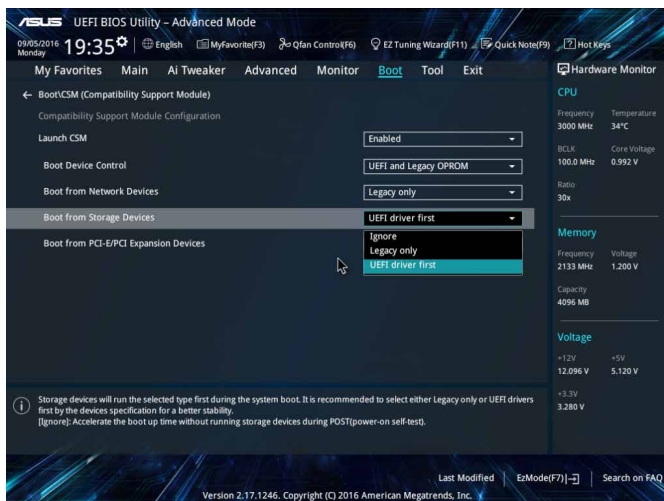 ASUS UEFI BIOS Utility – Advanced Mode
09/05/2016 Monday 19:35 English MyFavorite(F3) Qfan Control(F6) EZ Tuning Wizard(F11) Quick Note(F9) ? Hot Keys
My Favorites Main Ai Tweaker Advanced Monitor Boot Tool Exit
Hardware Monitor
← Boot\CSM (Compatibility Support Module)
Compatibility Support Module Configuration
Launch CSM Enabled
Boot Device Control UEFI and Legacy OPROM
Boot from Network Devices Legacy only
Boot from Storage Devices UEFI driver first
Ignore
Legacy only
UEFI driver first
Boot from PCI-E/PCI Expansion Devices
CPU
Frequency Temperature
3000 MHz 34°C
BCLK Core Voltage
100.0 MHz 0.992 V
Ratio
30x
Memory
Frequency Voltage
2133 MHz 1.200 V
Capacity
4096 MB
Voltage
+12V +5V
12.096 V 5.120 V
+3.3V
3.280 V
Storage devices will run the selected type first during the system boot. It is recommended to select either Legacy only or UEFI drivers
first by the devices specification for a better stability.
[Ignore]: Accelerate the boot up time without running storage devices during POST(power-on self-test).
Last Modified EzMode(F7) Search on FAQ
Version 2.17.1246. Copyright (C) 2016 American Megatrends, Inc.